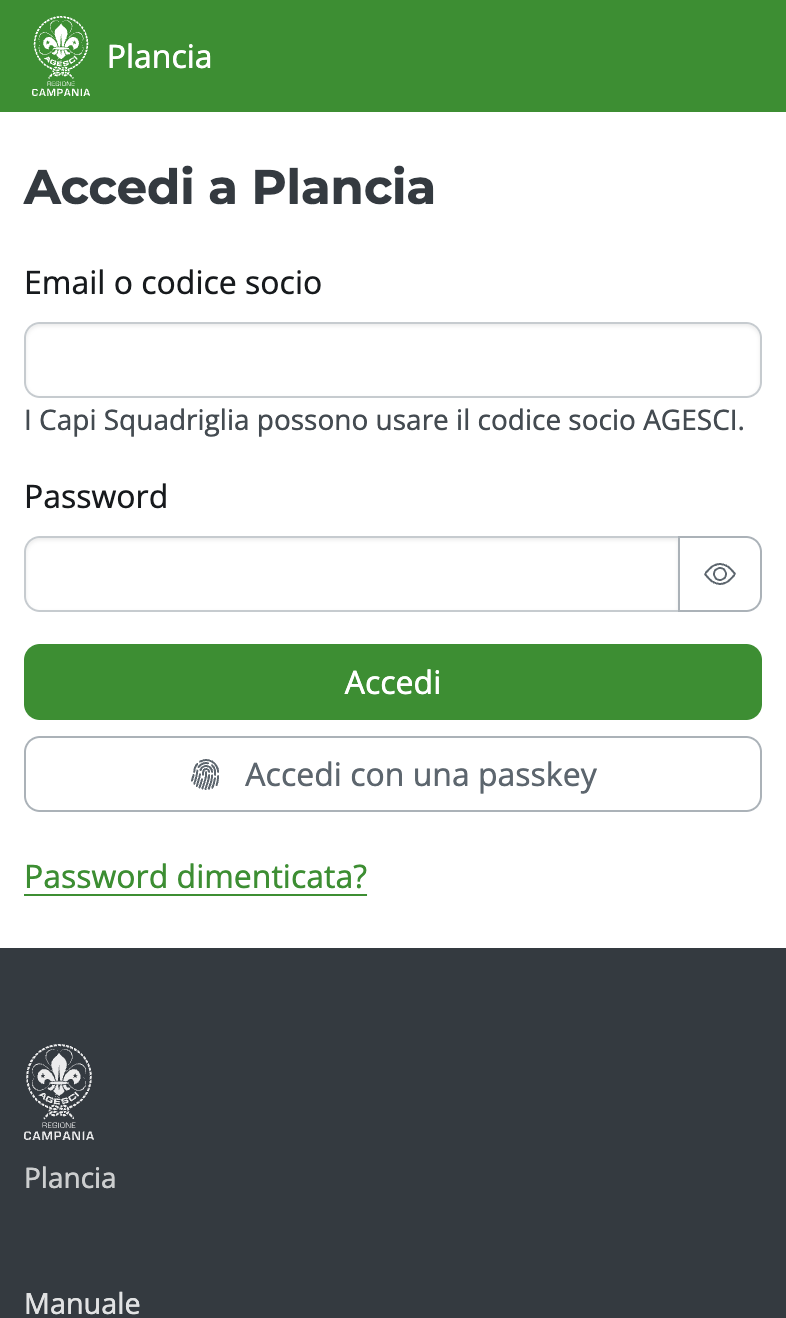 AGESCI
REGIONE
CAMPANIA
Plancia
Accedi a Plancia
Email o codice socio
I Capi Squadriglia possono usare il codice socio AGESCI.
Password
Accedi
Accedi con una passkey
Password dimenticata?
AGESCI
REGIONE
CAMPANIA
Plancia
Manuale